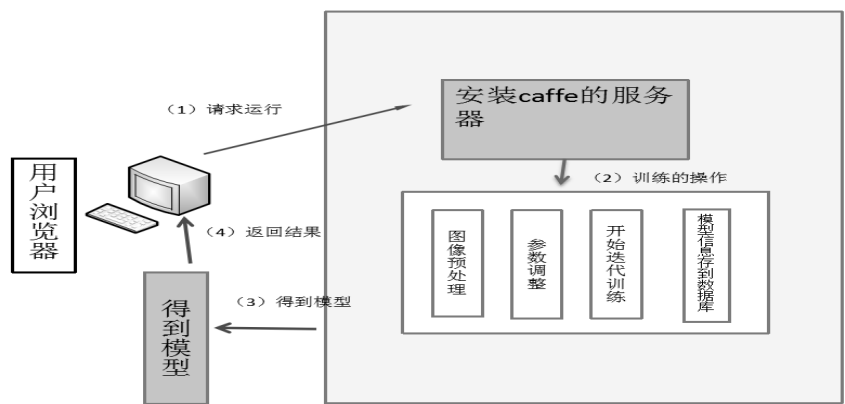 （1）请求运行
安装caffe的服务
器
（2）训练的操作
用户浏览器
图像预处理
参数调整
开始迭代训练
模型信息存到数据库
（4）返回结果
（3）得到模型
得到模型